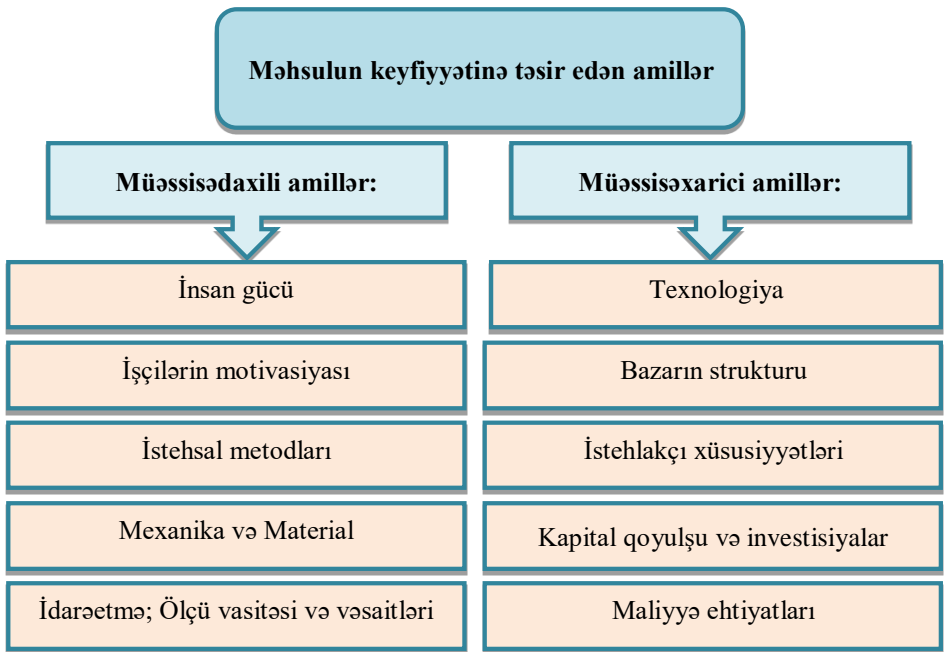 Məhsulun keyfiyyətinə təsir edən amillər
Müəssisədaxili amillər:
İnsan gücü
İşçilərin motivasiyası
İstehsal metodları
Mexanika və Material
İdarəetmə; Ölçü vasitəsi və vəsaitləri
Müəssisəxarici amillər:
Texnologiya
Bazarın strukturu
İstehlakçı xüsusiyyətləri
Kapital qoyulşu və investisiyalar
Maliyyə ehtiyatları